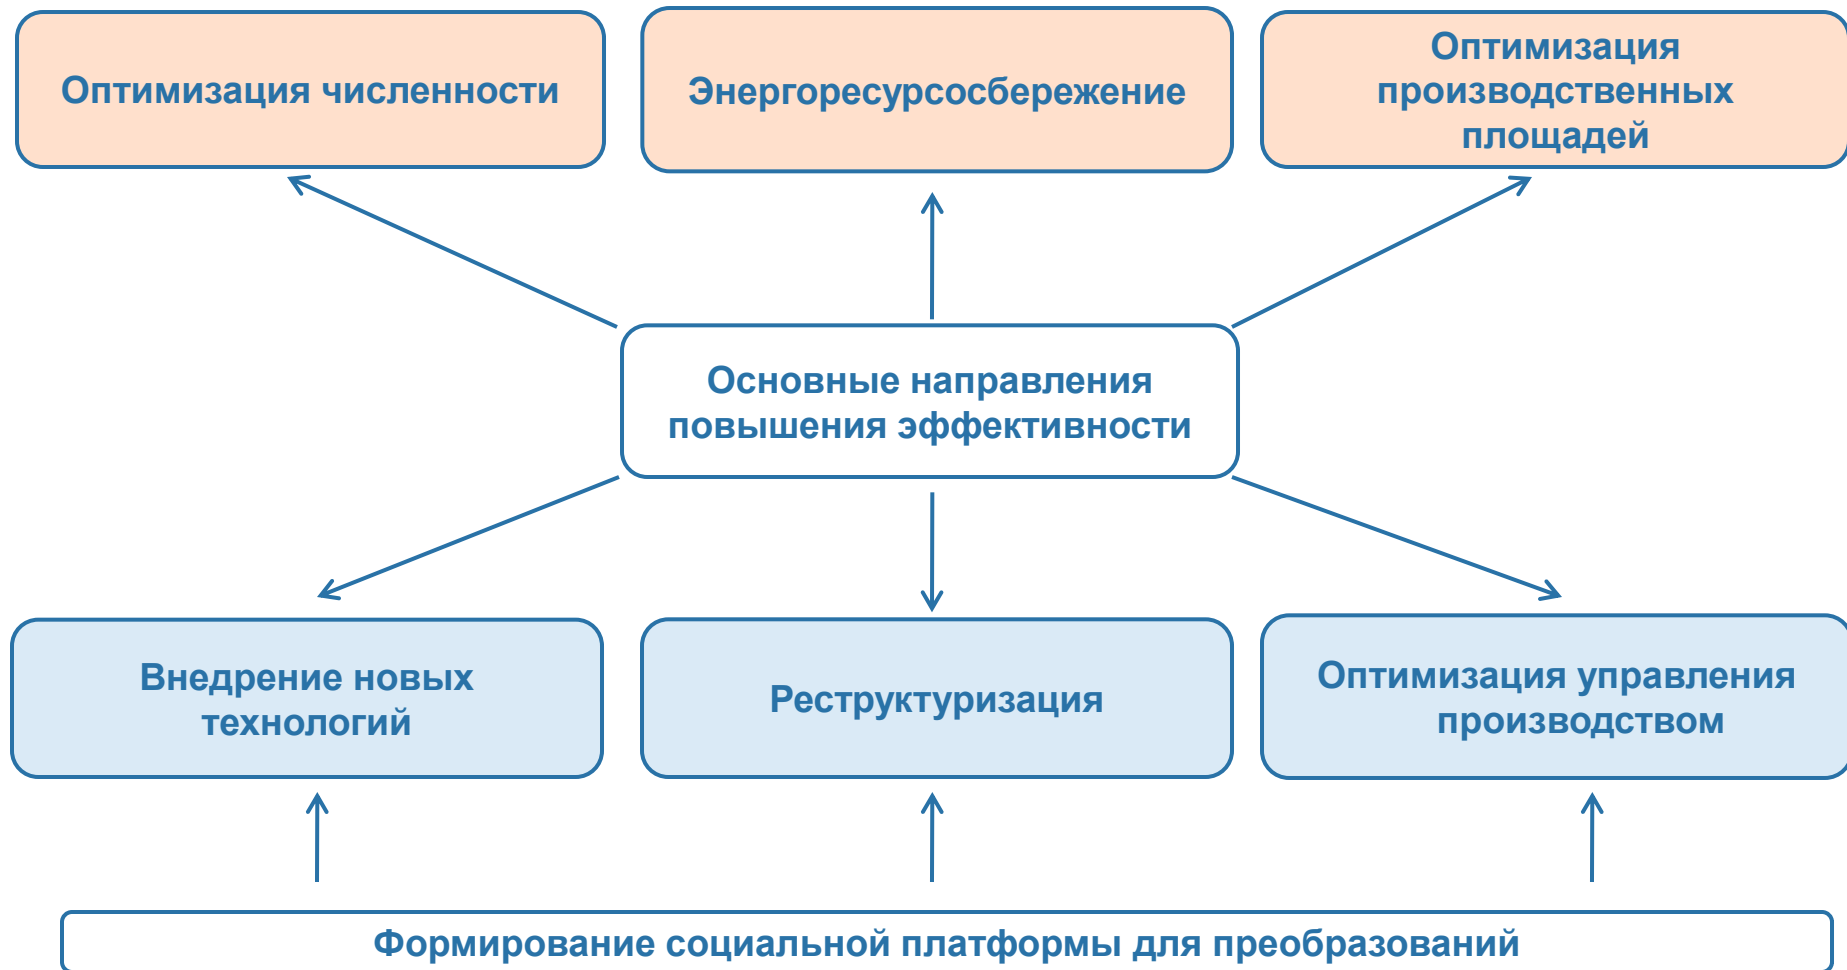 Оптимизация численности
Энергоресурсосбережение
Оптимизация
производственных
площадей
Основные направления
повышения эффективности
Внедрение новых
технологий
Реструктуризация
Оптимизация управления
производством
Формирование социальной платформы для преобразований